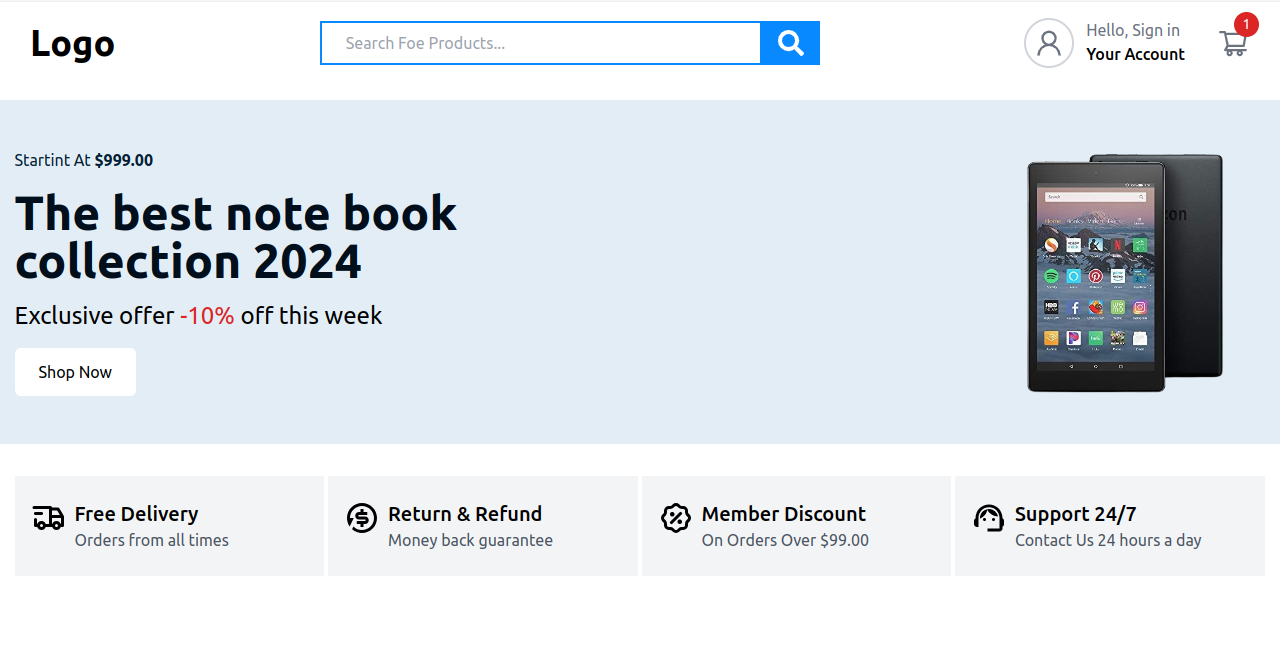 Logo
Search Foe Products...
Hello, Sign in
Your Account
1
Startint At $999.00
The best note book
collection 2024
Exclusive offer -10% off this week
Shop Now
Free Delivery
Orders from all times
Return & Refund
Money back guarantee
Member Discount
On Orders Over $99.00
Support 24/7
Contact Us 24 hours a day